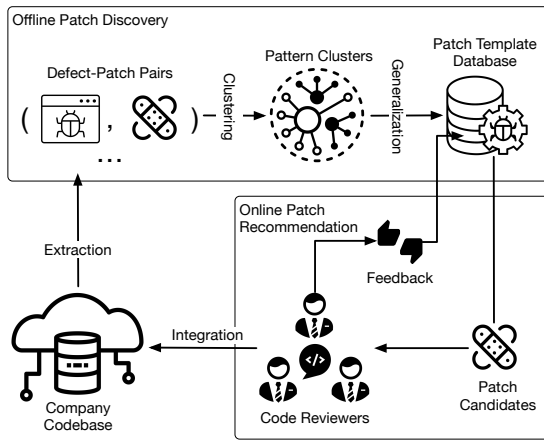 Offline Patch Discovery
Defect-Patch Pairs
( , )
...
Clustering
Pattern Clusters
Generalization
Patch Template
Database
Online Patch
Recommendation
Feedback
Extraction
Integration
</>
Company
Codebase
Code Reviewers
Patch
Candidates